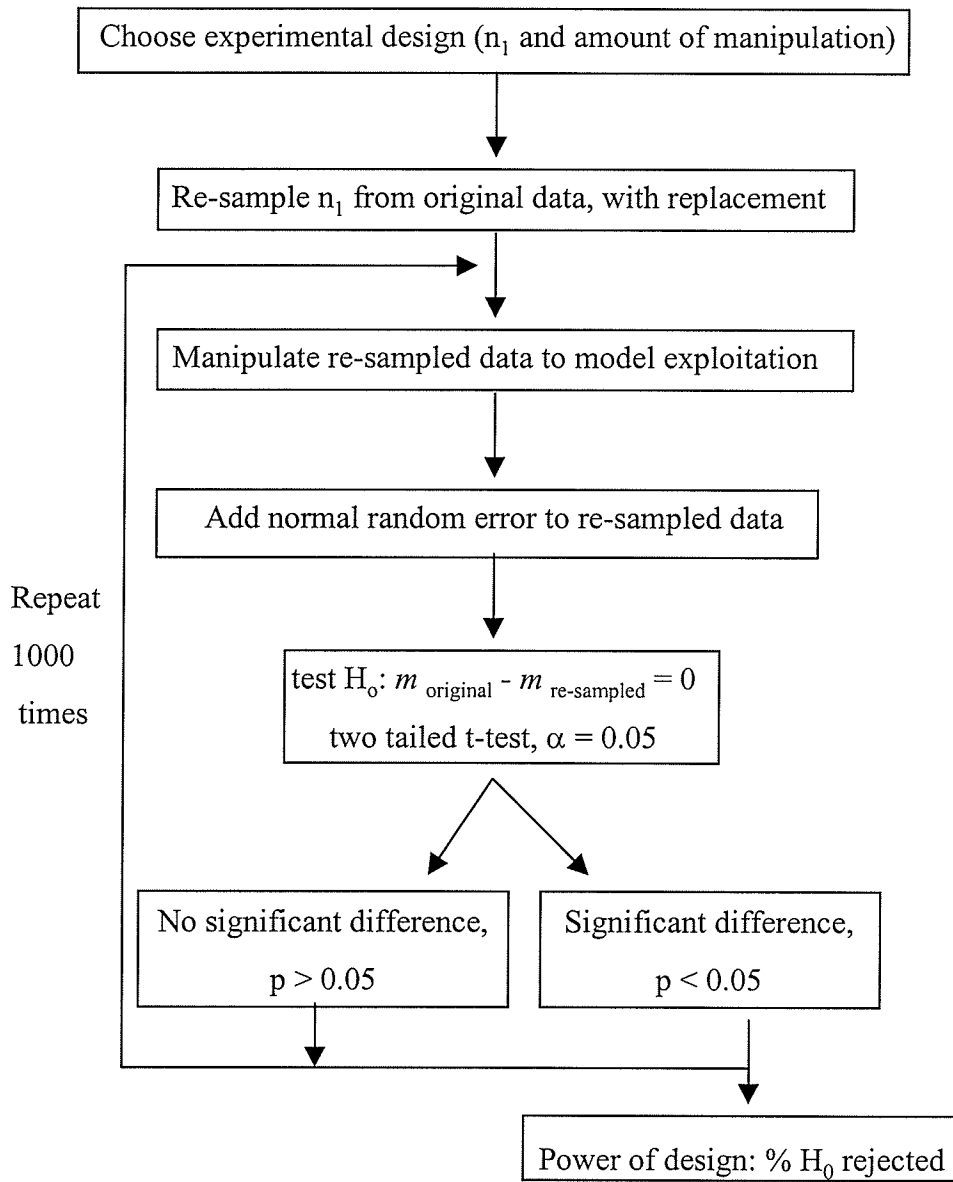 Choose experimental design (n₁ and amount of manipulation)
Re-sample n₁ from original data, with replacement
Manipulate re-sampled data to model exploitation
Add normal random error to re-sampled data
Repeat
1000
times
test Hₒ: m original - m re-sampled = 0
two tailed t-test, α = 0.05
No significant difference,
p > 0.05
Significant difference,
p < 0.05
Power of design: % H₀ rejected